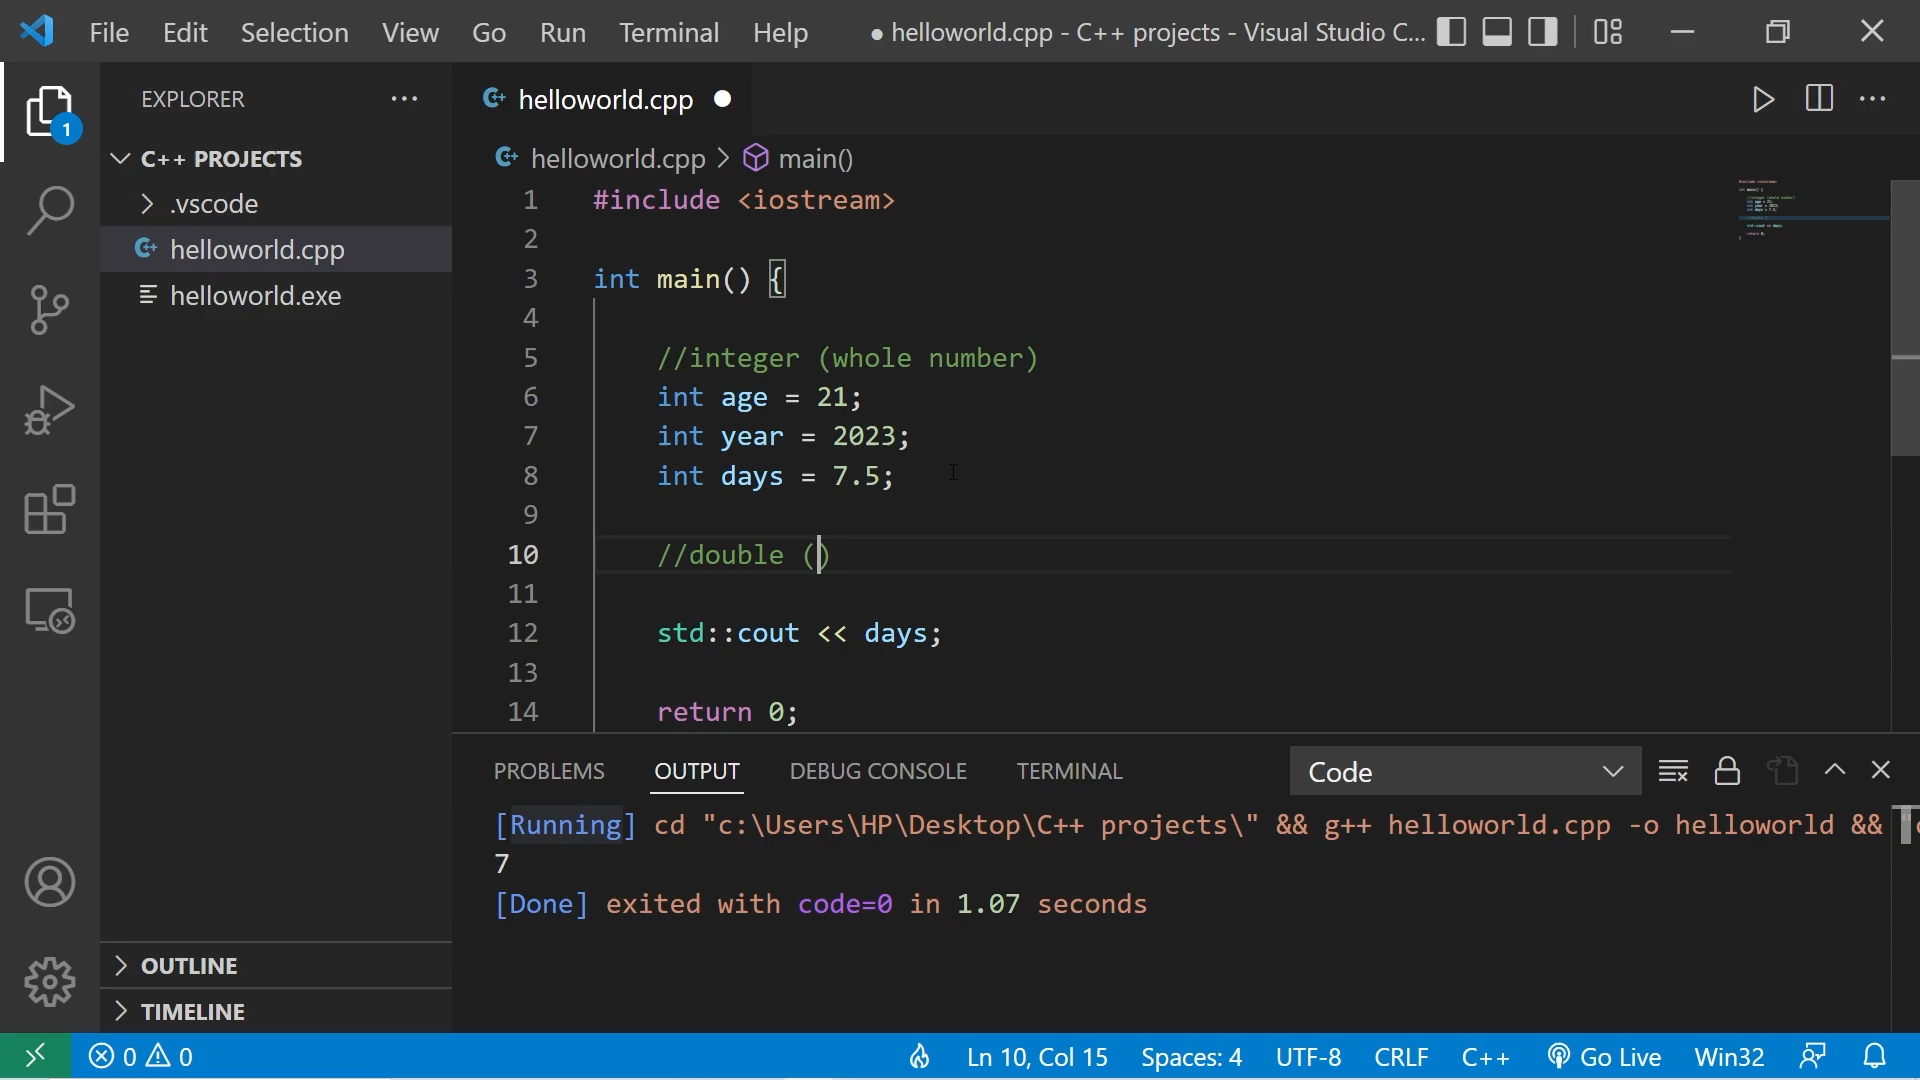 File Edit Selection View Go Run Terminal Help ● helloworld.cpp - C++ projects - Visual Studio C...
EXPLORER
helloworld.cpp
C++ PROJECTS
helloworld.cpp > main()
.vscode
helloworld.cpp
helloworld.exe
1 #include <iostream>
2
3 int main() {
4
5 //integer (whole number)
6 int age = 21;
7 int year = 2023;
8 int days = 7.5;
9
10 //double ()
11
12 std::cout << days;
13
14 return 0;
PROBLEMS OUTPUT DEBUG CONSOLE TERMINAL Code
[Running] cd "c:\Users\HP\Desktop\C++ projects\" && g++ helloworld.cpp -o helloworld && "c
7
[Done] exited with code=0 in 1.07 seconds
1
OUTLINE
TIMELINE
0 0 Ln 10, Col 15 Spaces: 4 UTF-8 CRLF C++ Go Live Win32